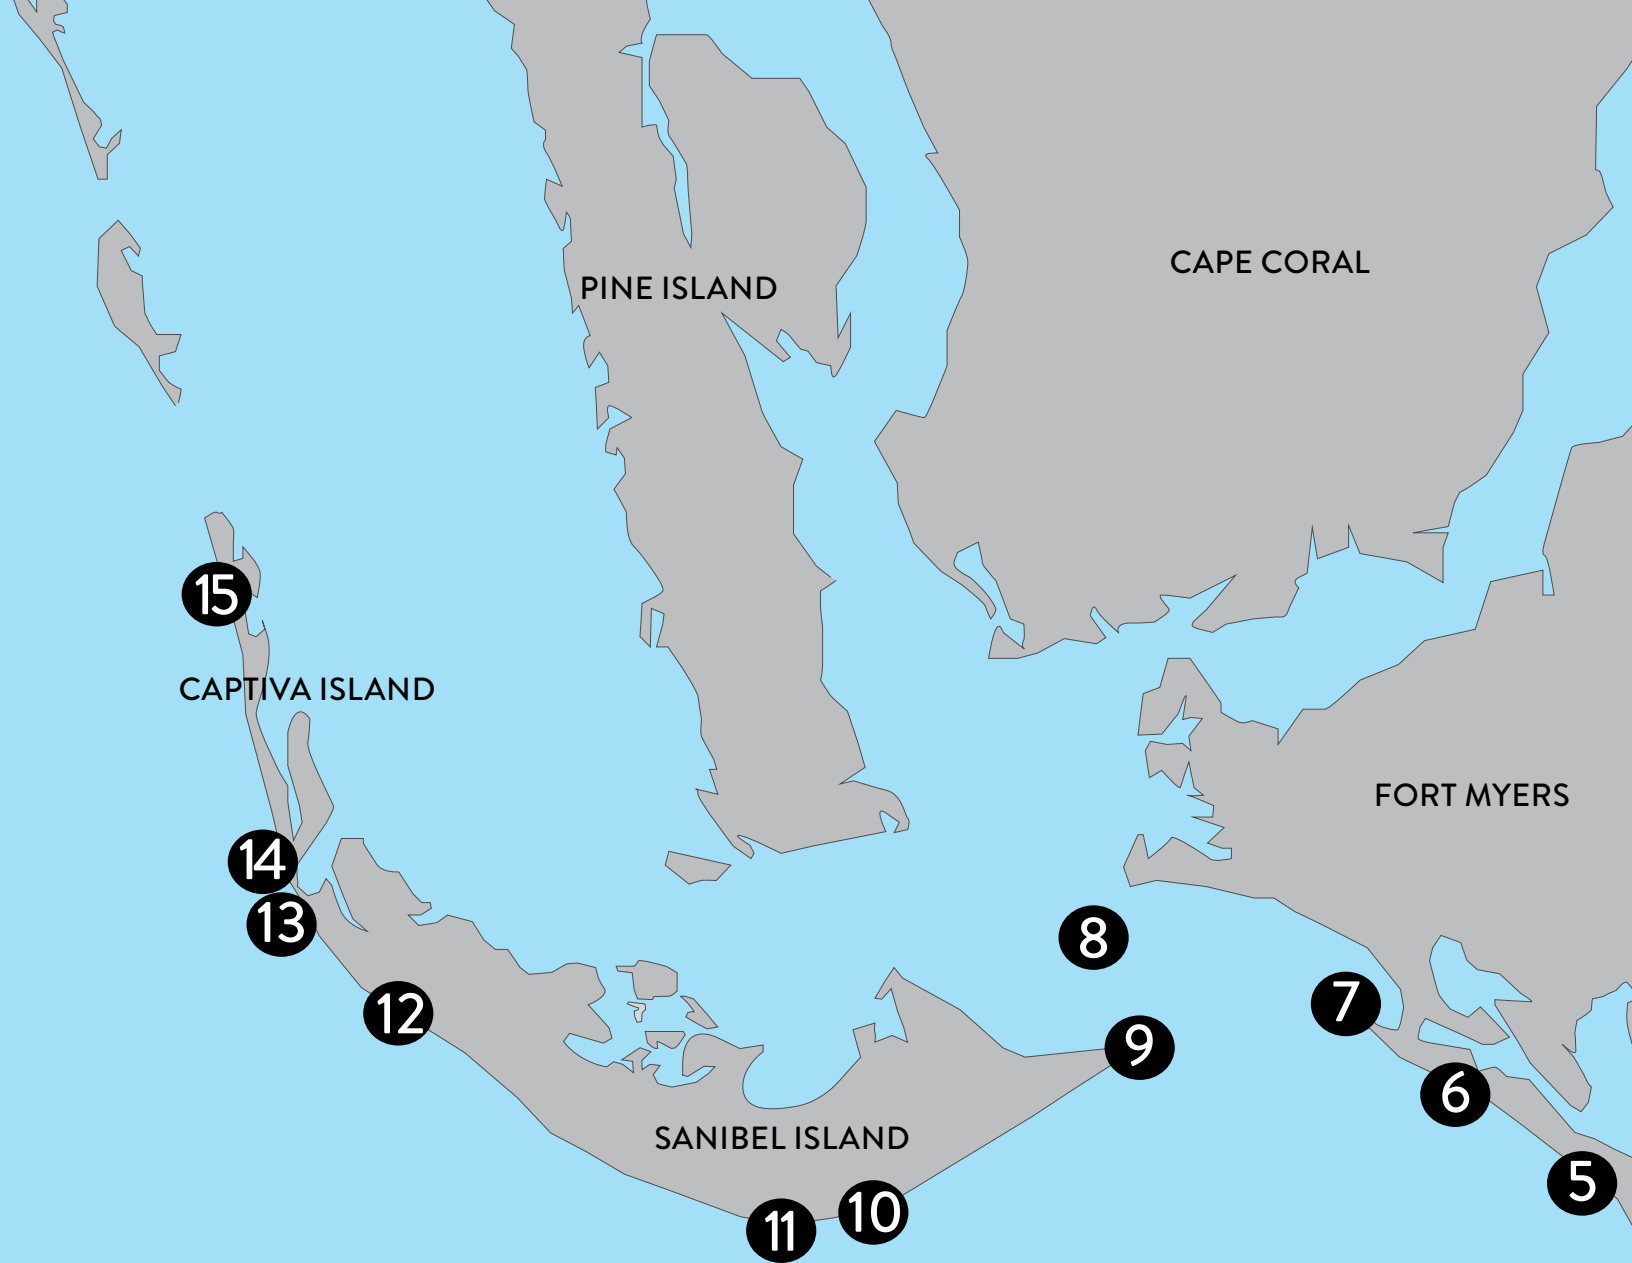 CAPE CORAL
PINE ISLAND
15
CAPTIVA ISLAND
FORT MYERS
14
13
8
7
12
9
6
SANIBEL ISLAND
5
10
11